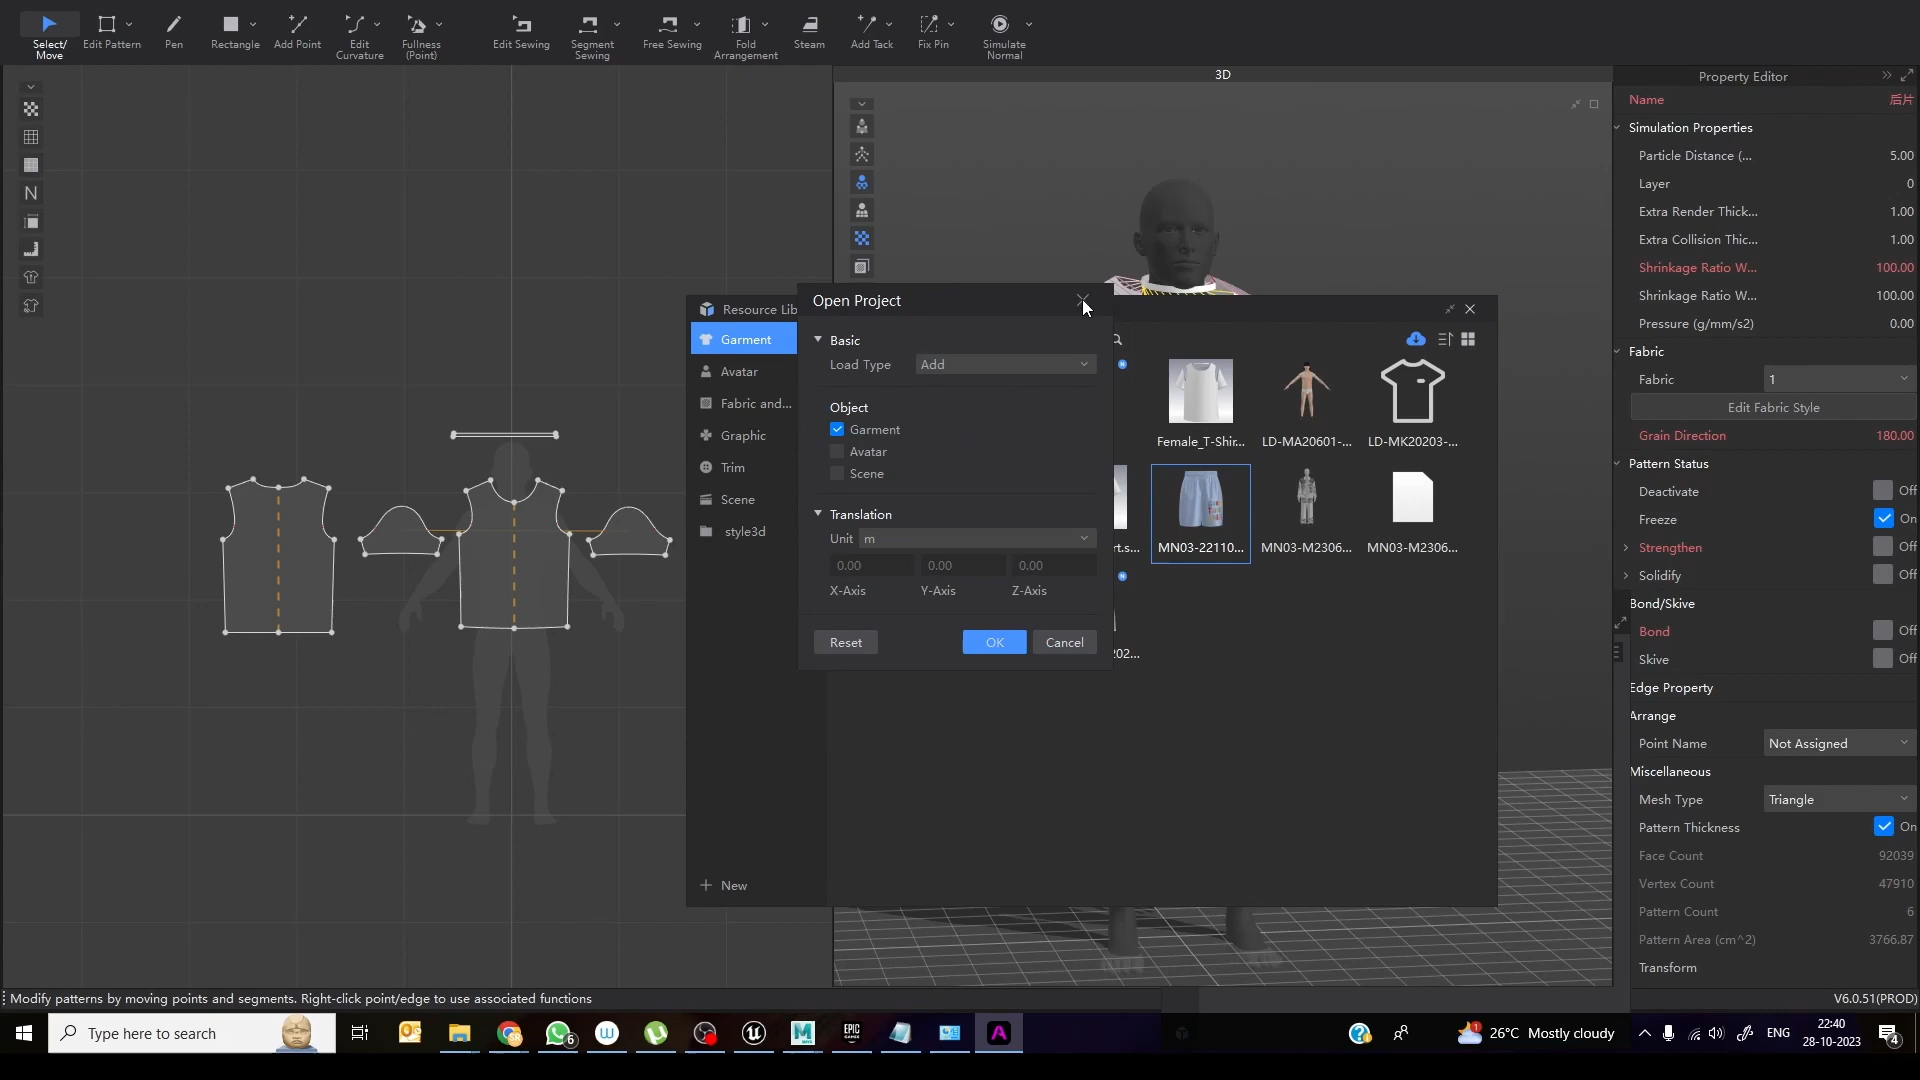 Select/
Move
Edit Pattern
Pen
Rectangle
Add Point
Edit
Curvature
Fullness
(Point)
Edit Sewing
Segment
Sewing
Free Sewing
Fold
Arrangement
Steam
Add Tack
Fix Pin
Simulate
Normal
3D
Property Editor
Name 后片
Simulation Properties
Particle Distance (... 5.00
Layer 0
Extra Render Thick... 1.00
Extra Collision Thic... 1.00
Shrinkage Ratio W... 100.00
Shrinkage Ratio W... 100.00
Pressure (g/mm/s2) 0.00
Fabric
Fabric 1
Edit Fabric Style
Grain Direction 180.00
Pattern Status
Deactivate Off
Freeze On
Strengthen Off
Solidify Off
Bond/Skive
Bond Off
Skive Off
Edge Property
Arrange
Point Name Not Assigned
Miscellaneous
Mesh Type Triangle
Pattern Thickness On
Face Count 92039
Vertex Count 47910
Pattern Count 6
Pattern Area (cm^2) 3766.87
Transform
Resource Lib
Garment
Avatar
Fabric and...
Graphic
Trim
Scene
style3d
New
Open Project
Basic
Load Type Add
Object
Garment
Avatar
Scene
Translation
Unit m
0.00 0.00 0.00
X-Axis Y-Axis Z-Axis
Reset OK Cancel
Female_T-Shir... LD-MA20601-... LD-MK20203-...
rt.s... MN03-22110... MN03-M2306... MN03-M2306...
202...
Modify patterns by moving points and segments. Right-click point/edge to use associated functions
V6.0.51(PROD)
Type here to search
6
26°C Mostly cloudy
ENG
22:40
28-10-2023
4